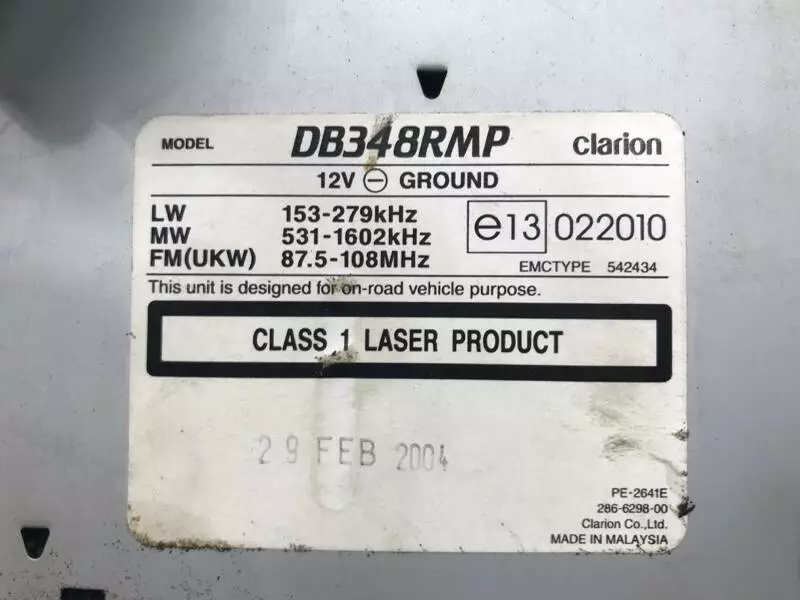 MODEL DB348RMP clarion
12V ⊖ GROUND
LW 153-279kHz
MW 531-1602kHz
FM(UKW) 87.5-108MHz
e13 022010
EMCTYPE 542434
This unit is designed for on-road vehicle purpose.
CLASS 1 LASER PRODUCT
29 FEB 2004
PE-2641E
286-6298-00
Clarion Co.,Ltd.
MADE IN MALAYSIA